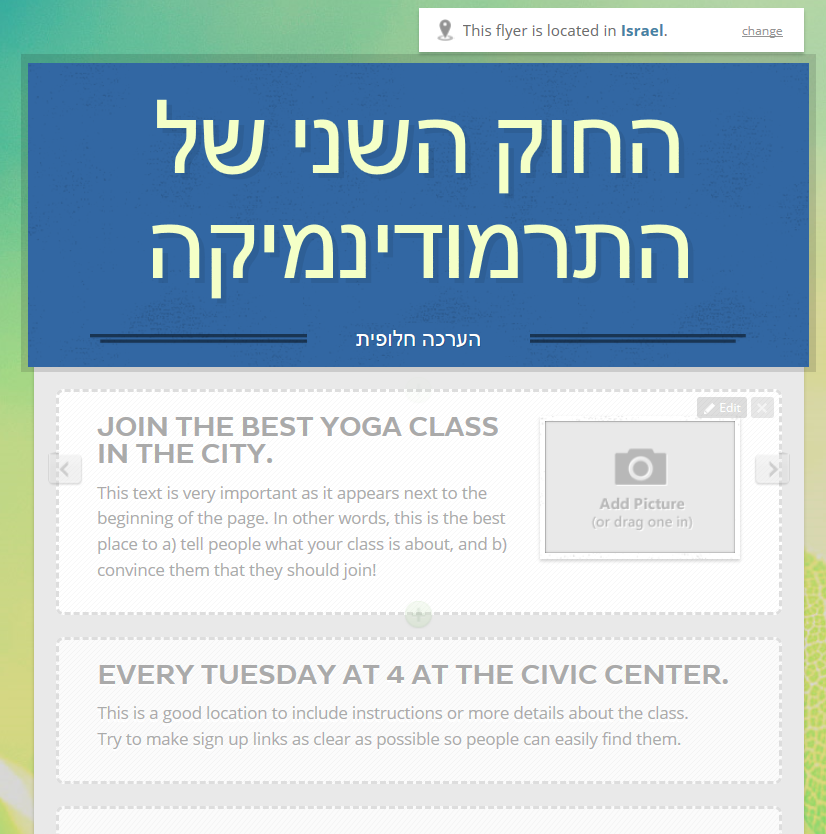 This flyer is located in Israel.
change
החוק השני של
התרמודינמיקה
הערכה חלופית
Edit
JOIN THE BEST YOGA CLASS
IN THE CITY.
This text is very important as it appears next to the
beginning of the page. In other words, this is the best
place to a) tell people what your class is about, and b)
convince them that they should join!
Add Picture
(or drag one in)
EVERY TUESDAY AT 4 AT THE CIVIC CENTER.
This is a good location to include instructions or more details about the class.
Try to make sign up links as clear as possible so people can easily find them.